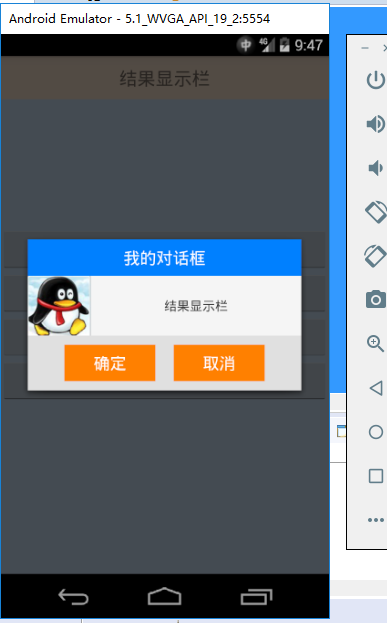 Android Emulator - 5.1_WVGA_API_19_2:5554
中 4G 9:47
结果显示栏
我的对话框
结果显示栏
确定 取消